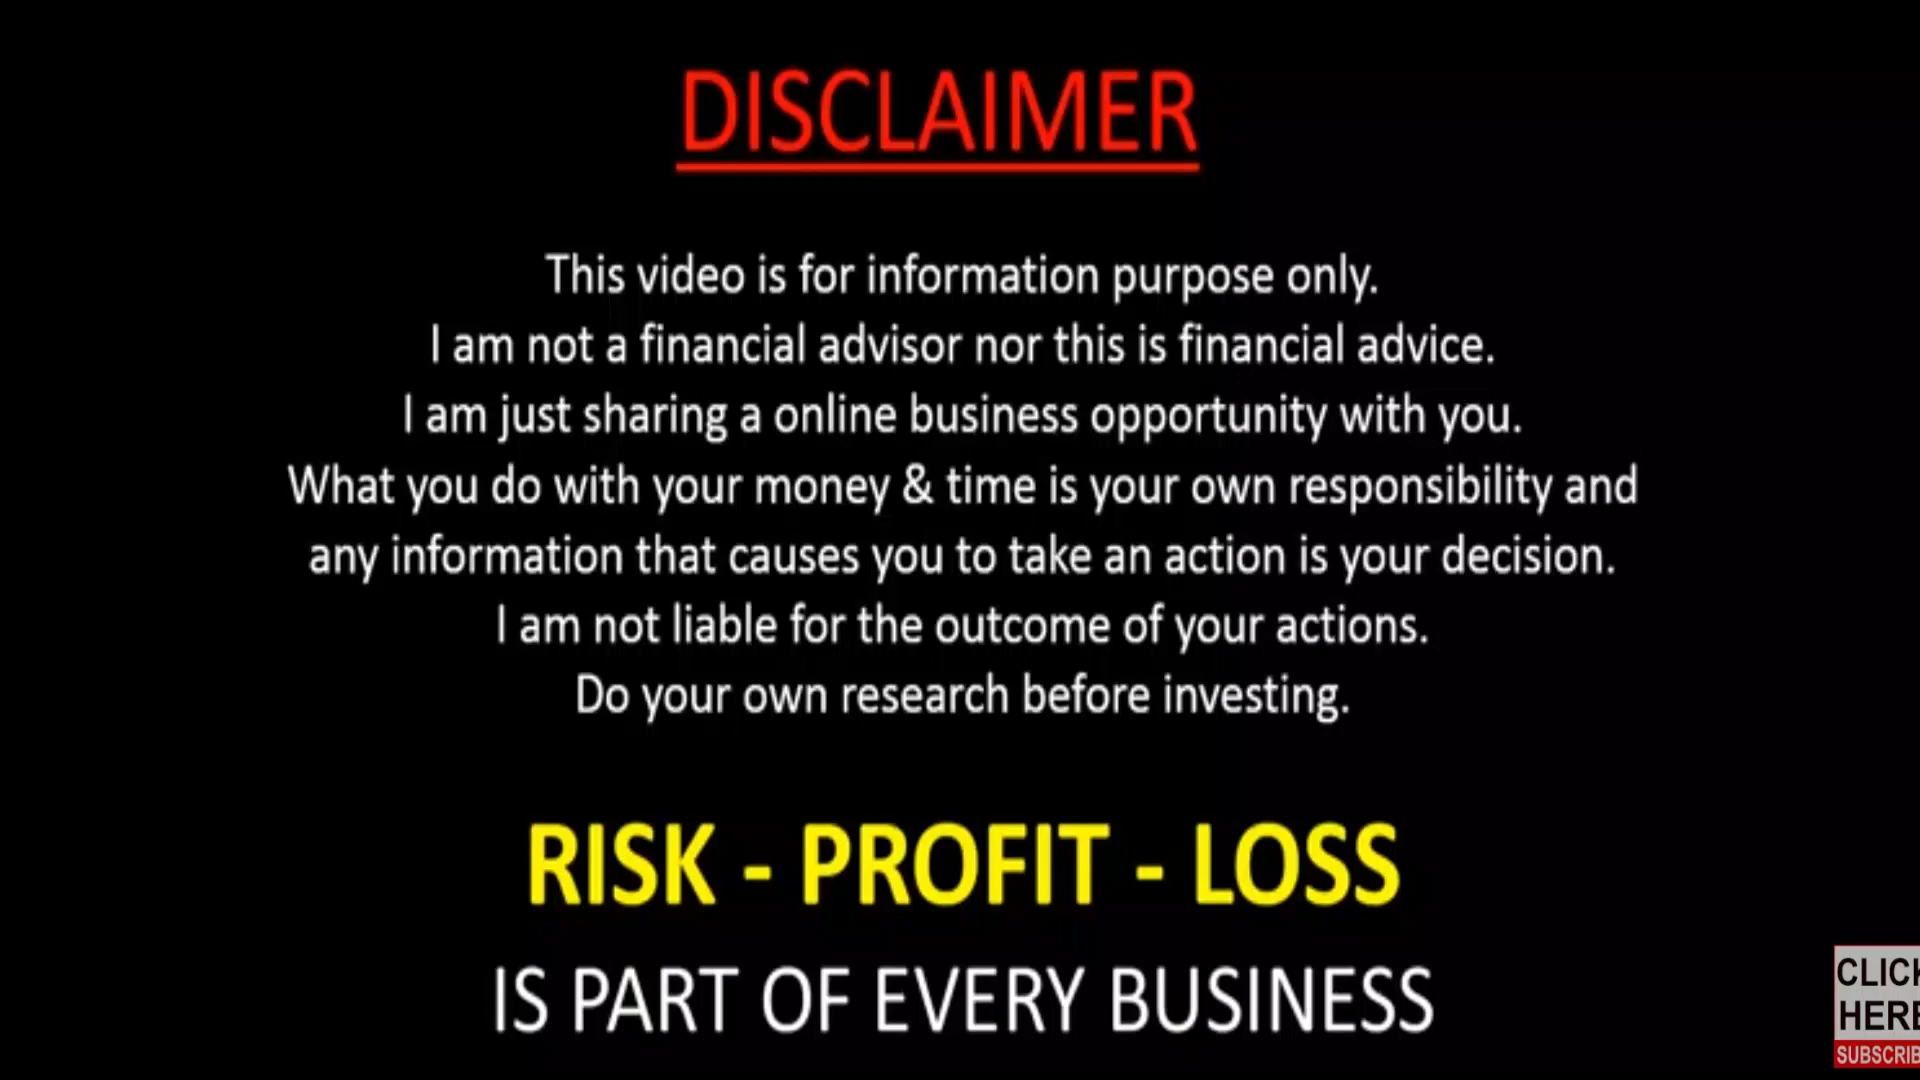 DISCLAIMER
This video is for information purpose only.
I am not a financial advisor nor this is financial advice.
I am just sharing a online business opportunity with you.
What you do with your money & time is your own responsibility and
any information that causes you to take an action is your decision.
I am not liable for the outcome of your actions.
Do your own research before investing.
RISK - PROFIT - LOSS
IS PART OF EVERY BUSINESS
CLICK
HERE
SUBSCRIB